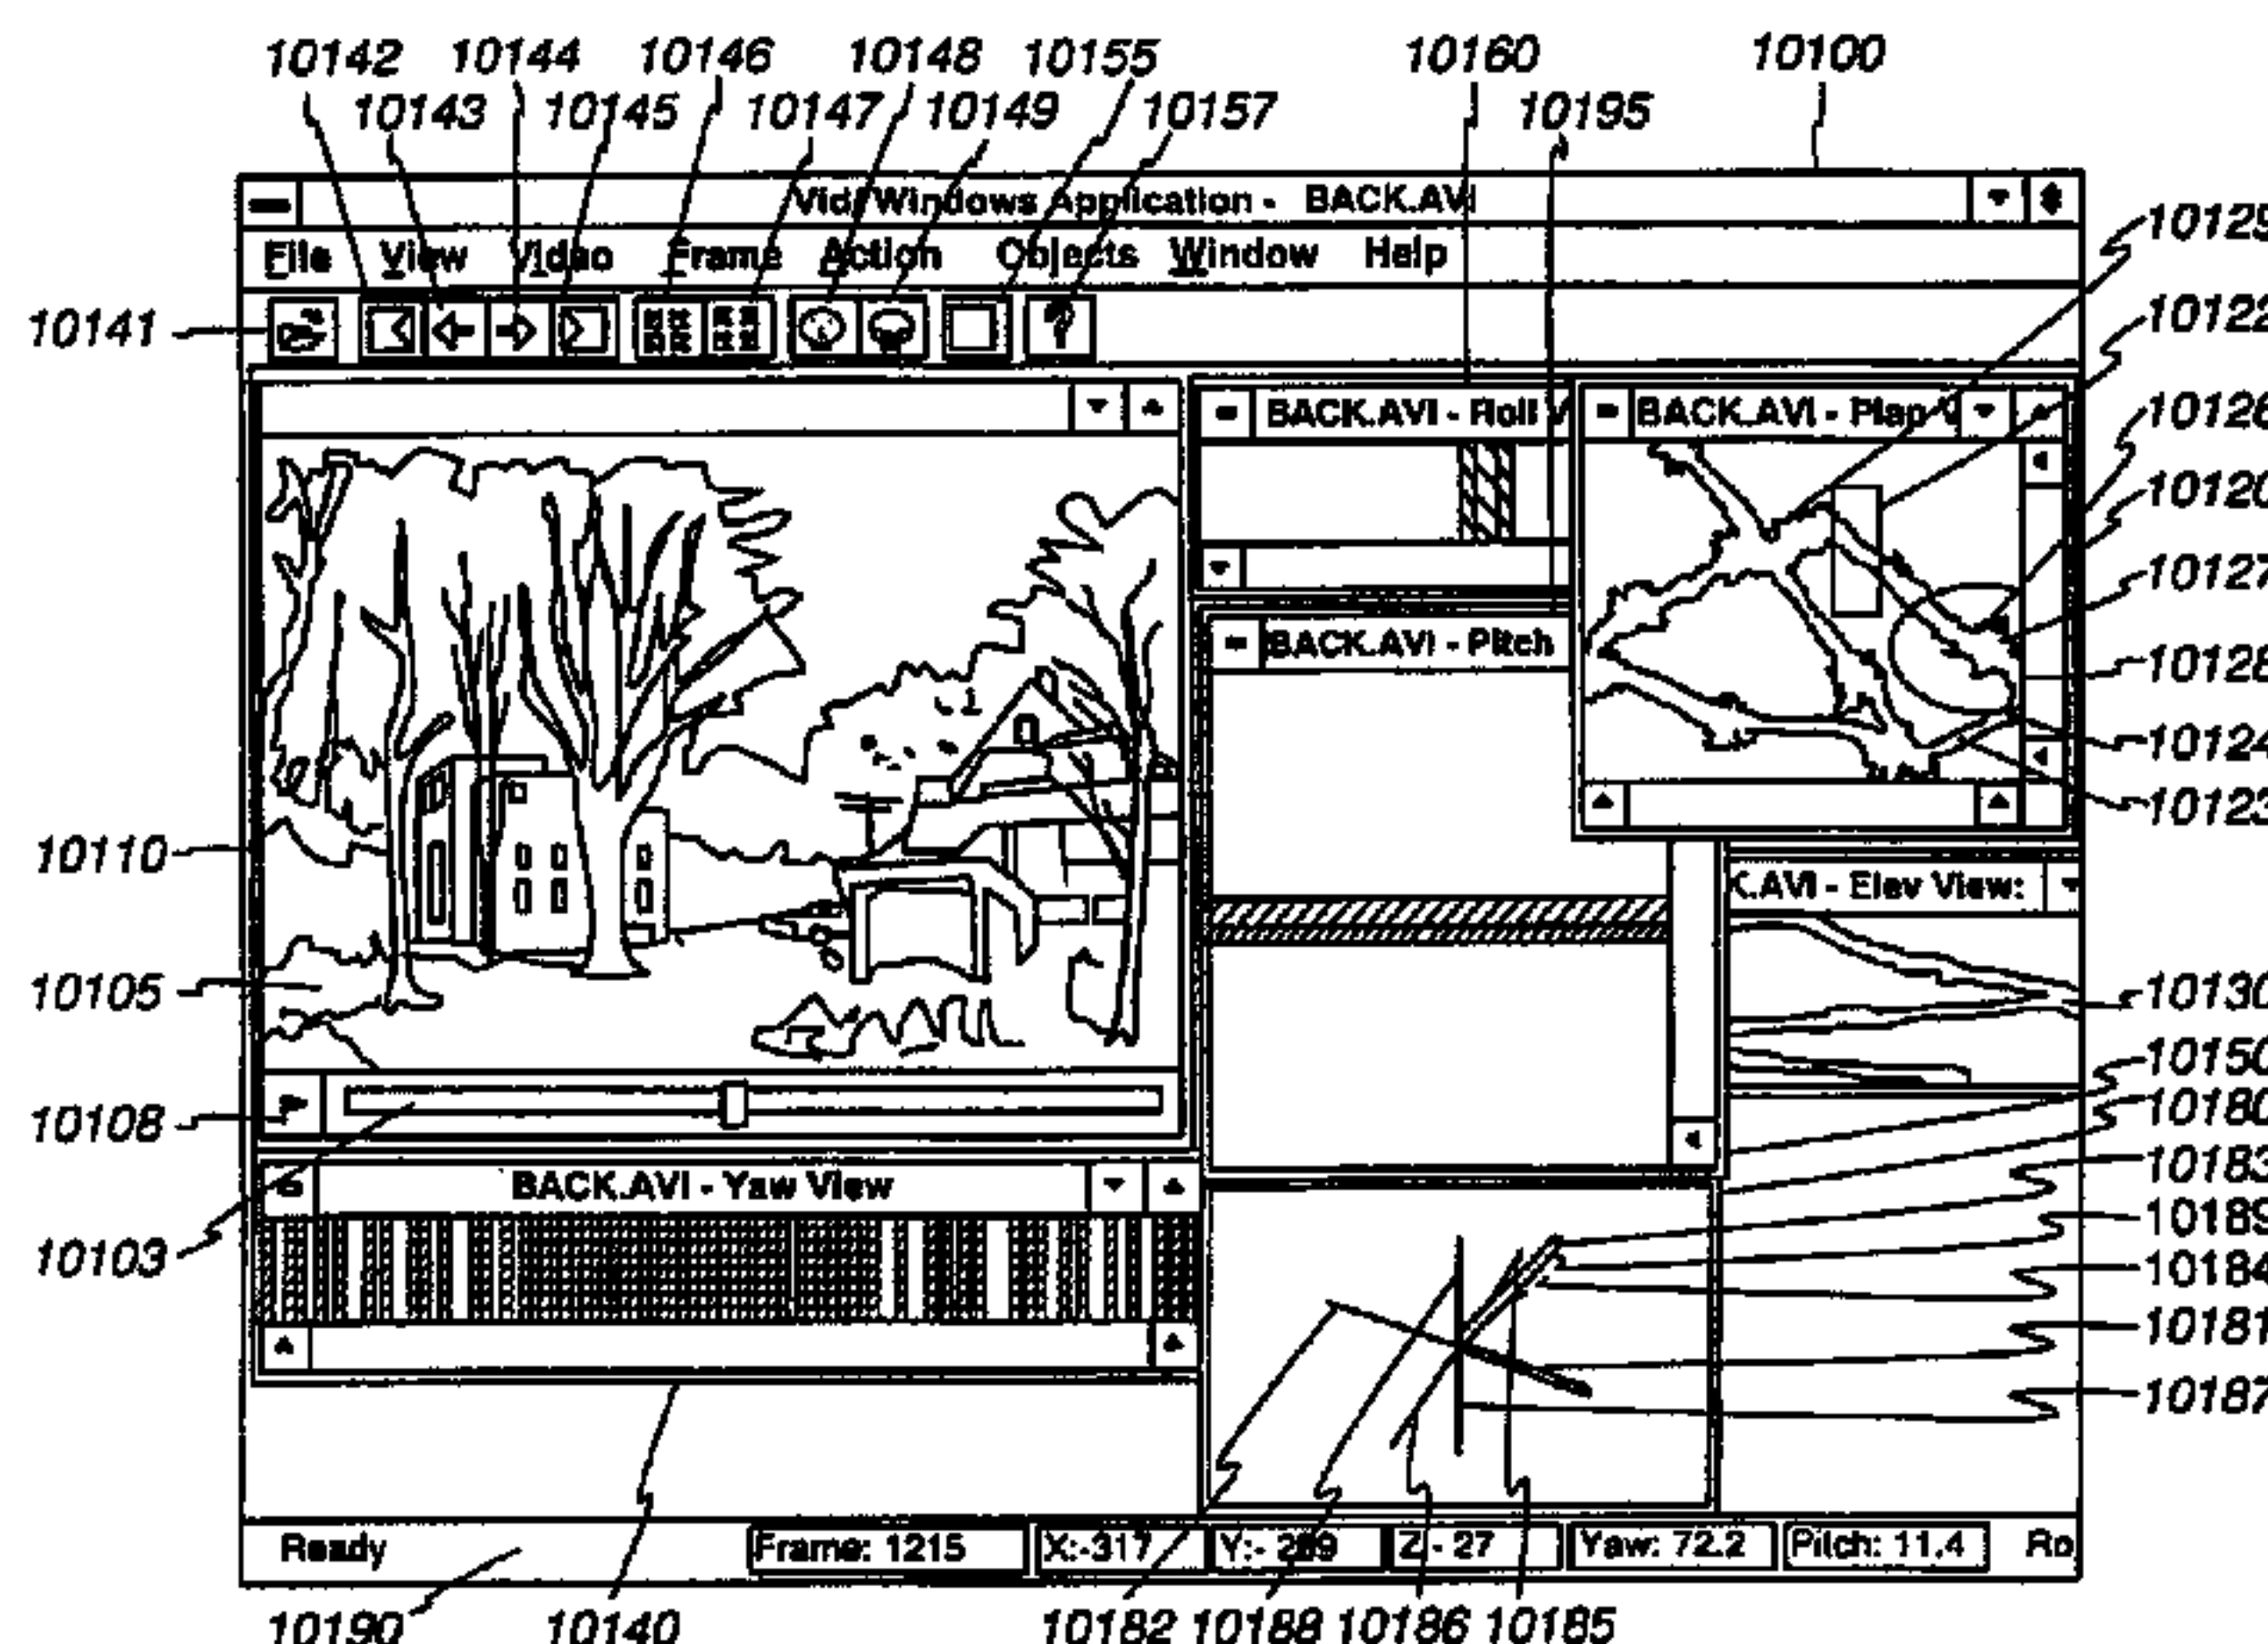 10142 10144 10146 10148 10155 10160 10100
10143 10145 10147 10149 10157 10195
Vid Windows Application - BACK.AVI
10129
File View Video Frame Action Objects Window Help
10122
10141
?
BACK.AVI - Roll V
BACK.AVI - Plan V
10126
10120
10127
BACK.AVI - Pitch
10128
10124
10123
10110
K.AVI - Elev View:
10105
10130
10150
10108
10180
10183
BACK.AVI - Yaw View
10189
10103
10184
10181
10187
Ready Frame: 1215 X:-317 Y:- Z - 27 Yaw: 72.2 Pitch: 11.4 Ro
10190 10140 10182 10188 10186 10185